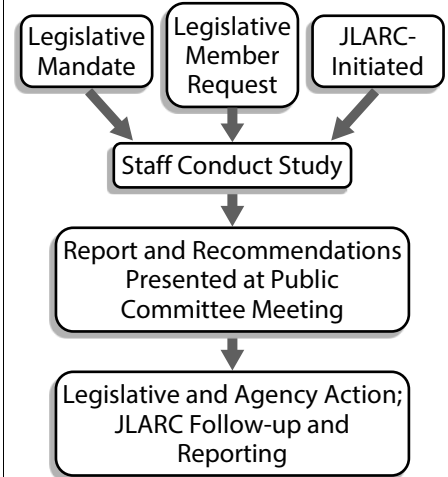 Legislative
Mandate
Legislative
Member
Request
JLARC-
Initiated
Staff Conduct Study
Report and Recommendations
Presented at Public
Committee Meeting
Legislative and Agency Action;
JLARC Follow-up and
Reporting